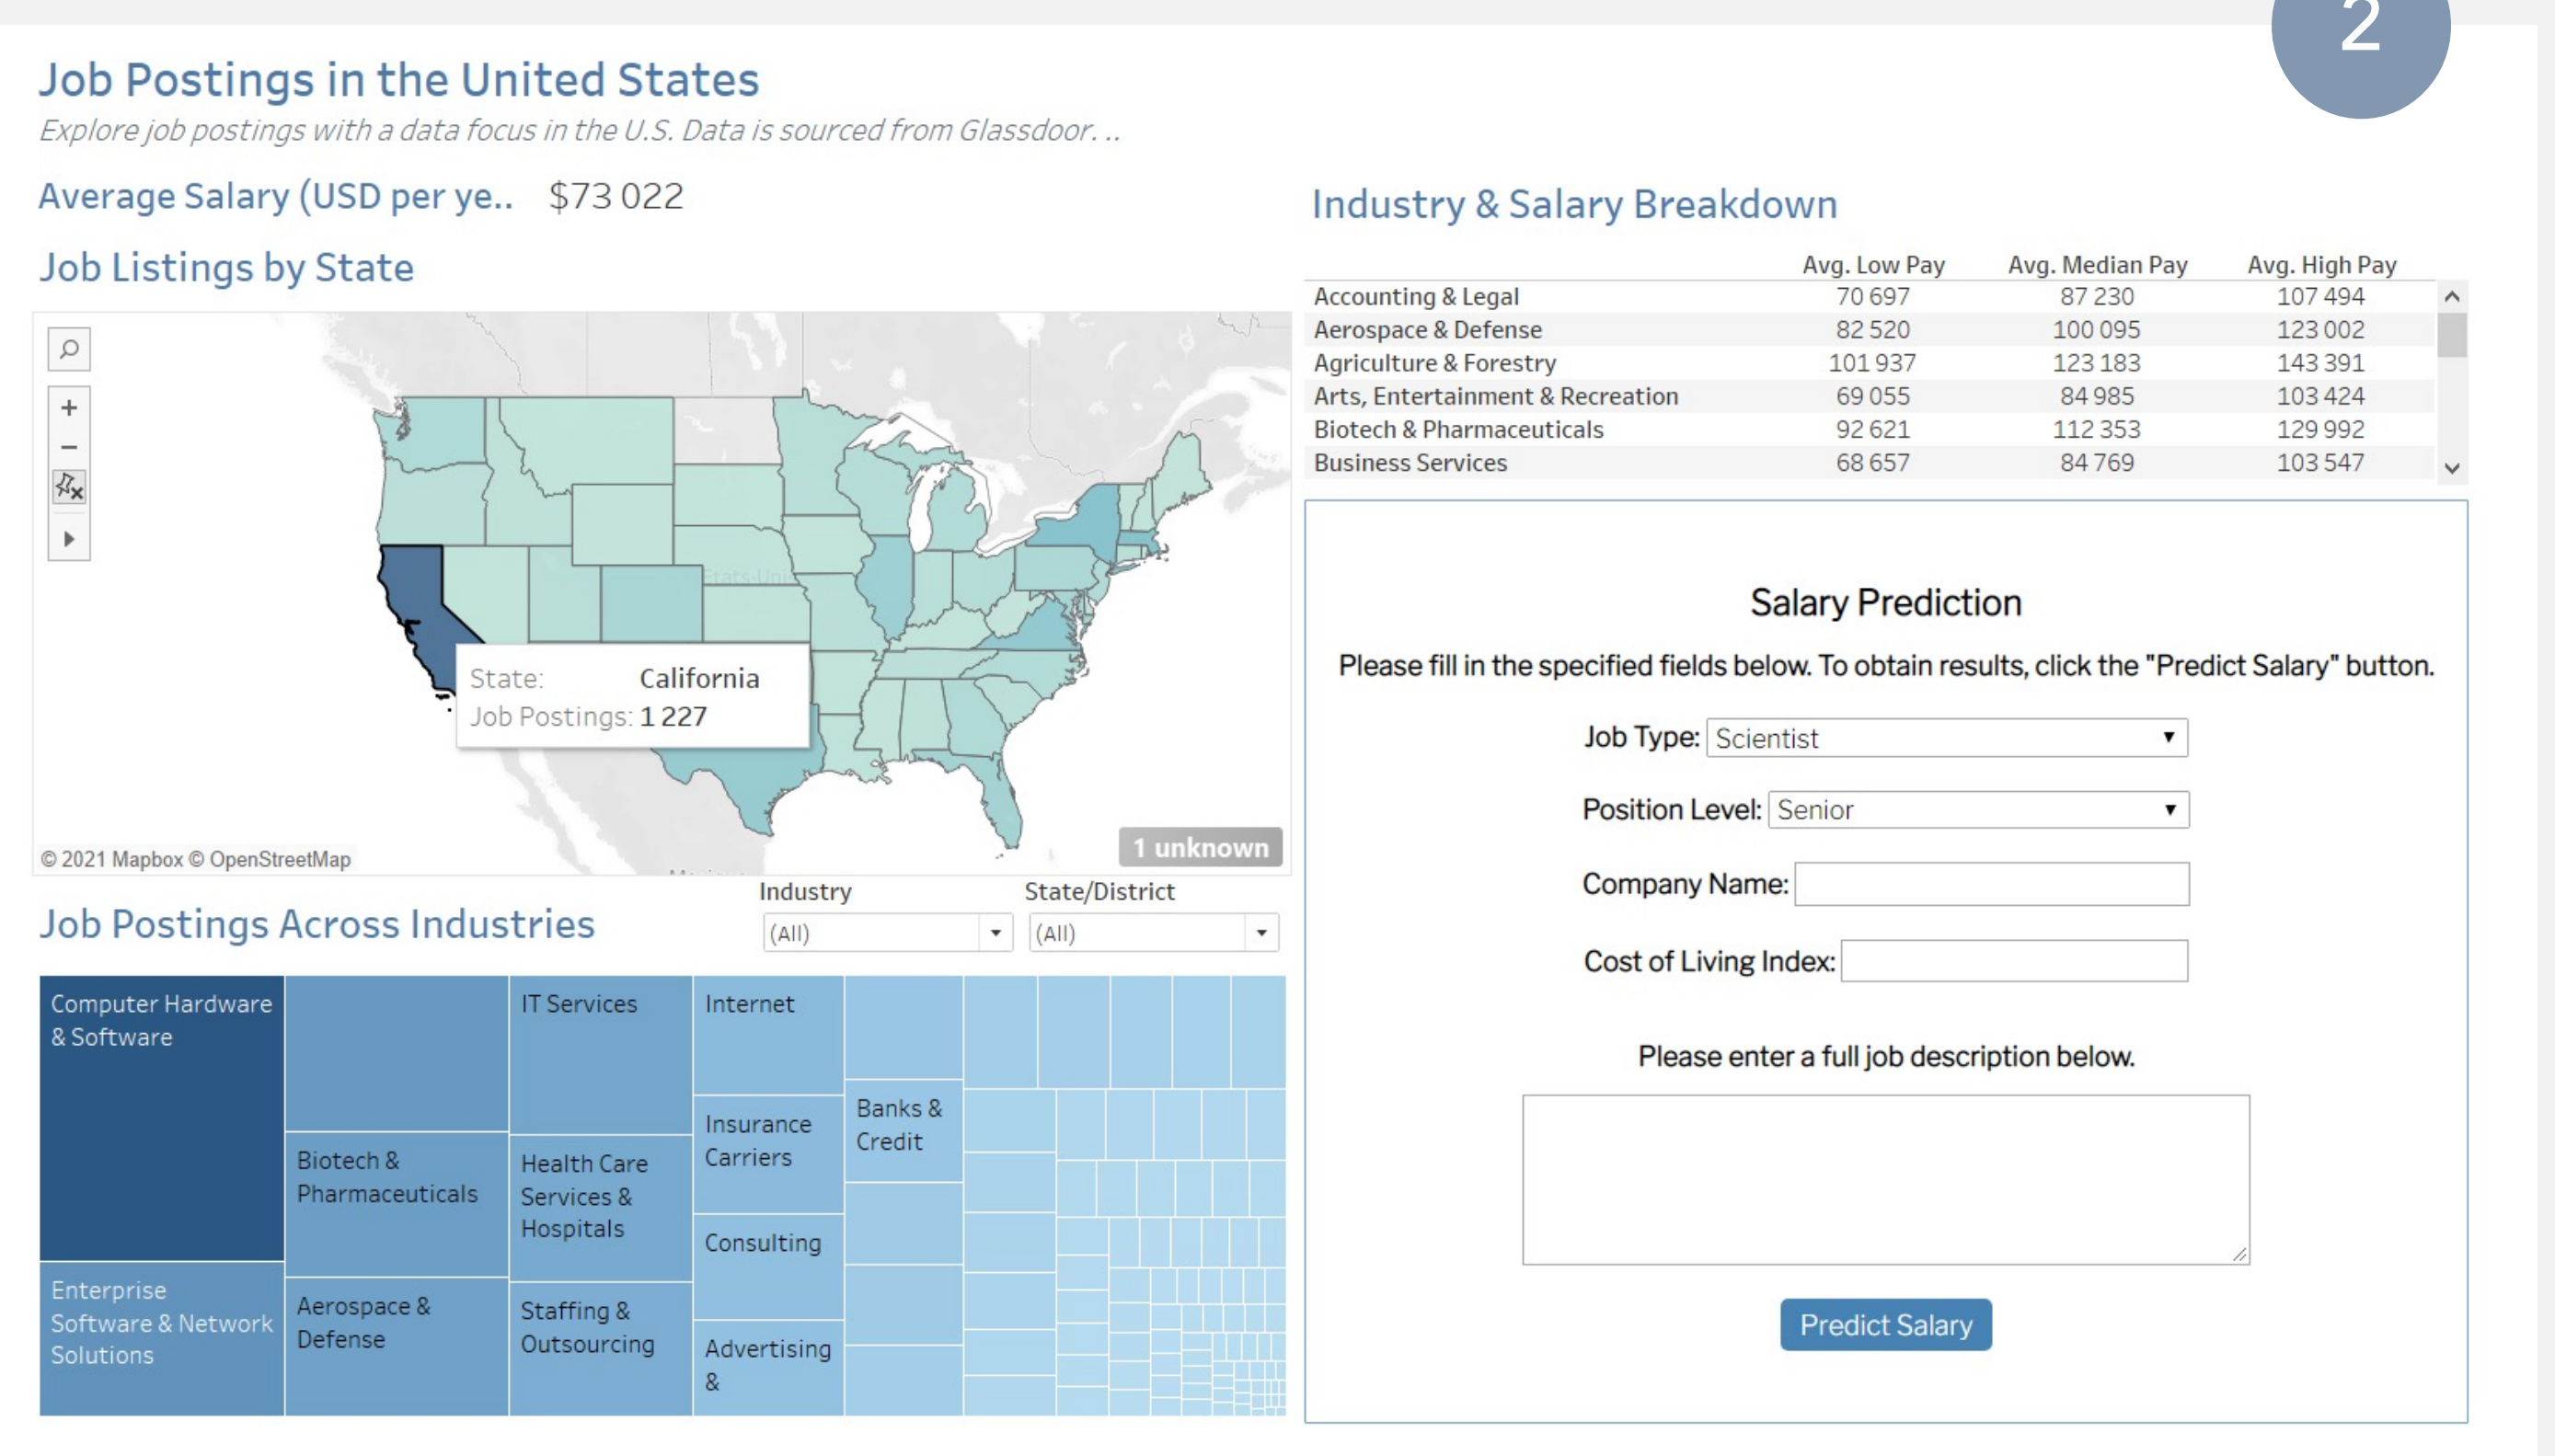 2
Job Postings in the United States
Explore job postings with a data focus in the U.S. Data is sourced from Glassdoor. ..
Average Salary (USD per ye.. $73 022
Job Listings by State
Etats-Unis
State: California
Job Postings: 1 227
1 unknown
© 2021 Mapbox © OpenStreetMap
Industry & Salary Breakdown
Avg. Low Pay Avg. Median Pay Avg. High Pay
Accounting & Legal 70 697 87 230 107 494
Aerospace & Defense 82 520 100 095 123 002
Agriculture & Forestry 101 937 123 183 143 391
Arts, Entertainment & Recreation 69 055 84 985 103 424
Biotech & Pharmaceuticals 92 621 112 353 129 992
Business Services 68 657 84 769 103 547
Job Postings Across Industries
Industry State/District
(All) (All)
Computer Hardware
& Software
Enterprise
Software & Network
Solutions
Biotech &
Pharmaceuticals
Aerospace &
Defense
IT Services
Health Care
Services &
Hospitals
Staffing &
Outsourcing
Internet
Insurance
Carriers
Consulting
Advertising
&
Banks &
Credit
Salary Prediction
Please fill in the specified fields below. To obtain results, click the "Predict Salary" button.
Job Type: Scientist
Position Level: Senior
Company Name:
Cost of Living Index:
Please enter a full job description below.
Predict Salary